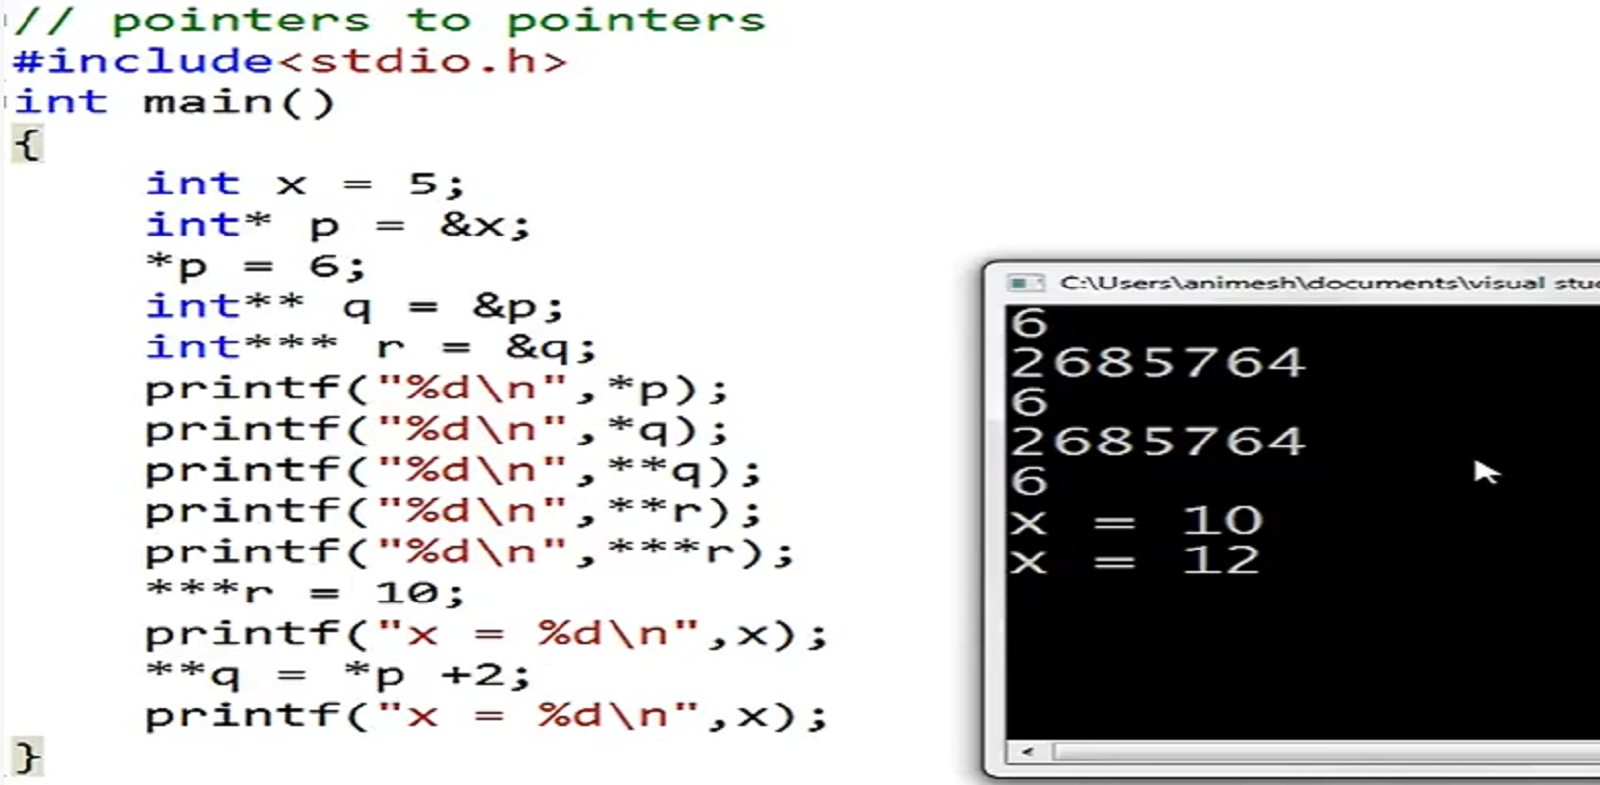 // pointers to pointers
#include<stdio.h>
int main()
{
int x = 5;
int* p = &x;
*p = 6;
int** q = &p;
int*** r = &q;
printf("%d\n",*p);
printf("%d\n",*q);
printf("%d\n",**q);
printf("%d\n",**r);
printf("%d\n",***r);
***r = 10;
printf("x = %d\n",x);
**q = *p +2;
printf("x = %d\n",x);
}
C:\Users\animesh\documents\visual
6
2685764
6
2685764
6
x = 10
x = 12